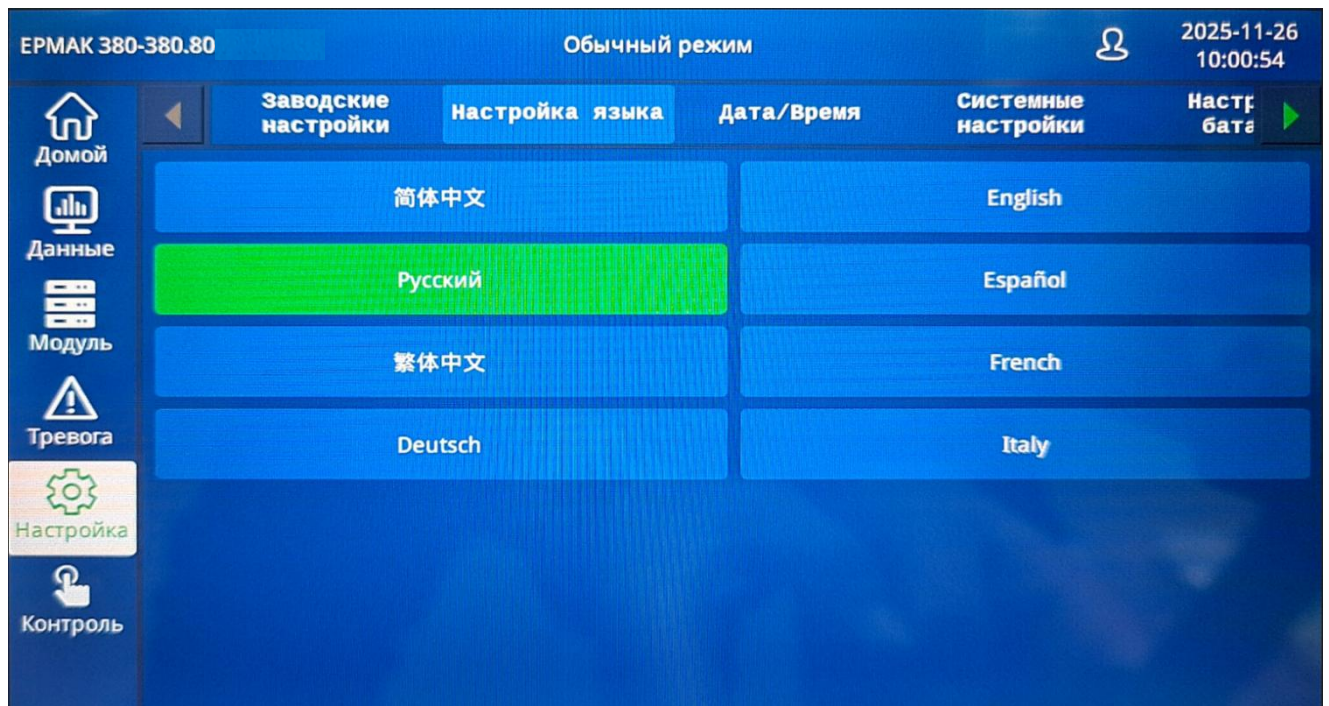 ЕРМАК 380-380.80
Обычный режим
2025-11-26
10:00:54
Заводские
настройки
Настройка языка
Дата/Время
Системные
настройки
Настр
бата
Домой
Данные
Модуль
Тревога
Настройка
Контроль
简体中文
English
Русский
Español
繁体中文
French
Deutsch
Italy